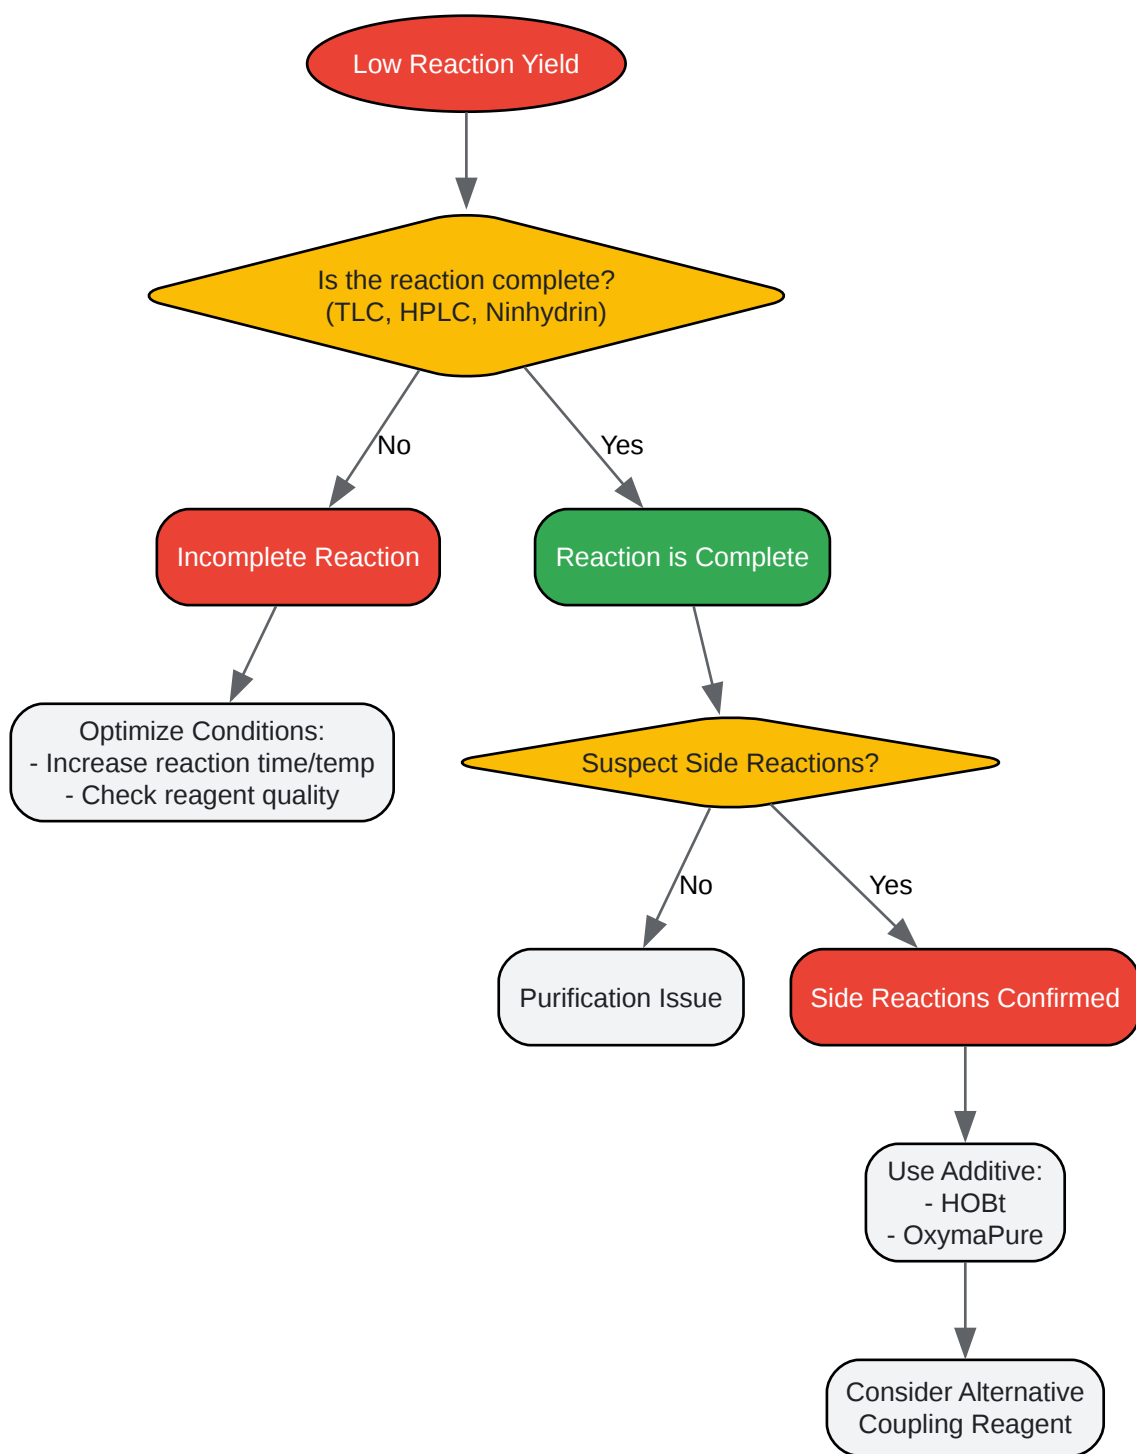 Low Reaction Yield
Is the reaction complete?
(TLC, HPLC, Ninhydrin)
No
Yes
Incomplete Reaction
Reaction is Complete
Optimize Conditions:
- Increase reaction time/temp
- Check reagent quality
Suspect Side Reactions?
No
Yes
Purification Issue
Side Reactions Confirmed
Use Additive:
- HOBt
- OxymaPure
Consider Alternative
Coupling Reagent